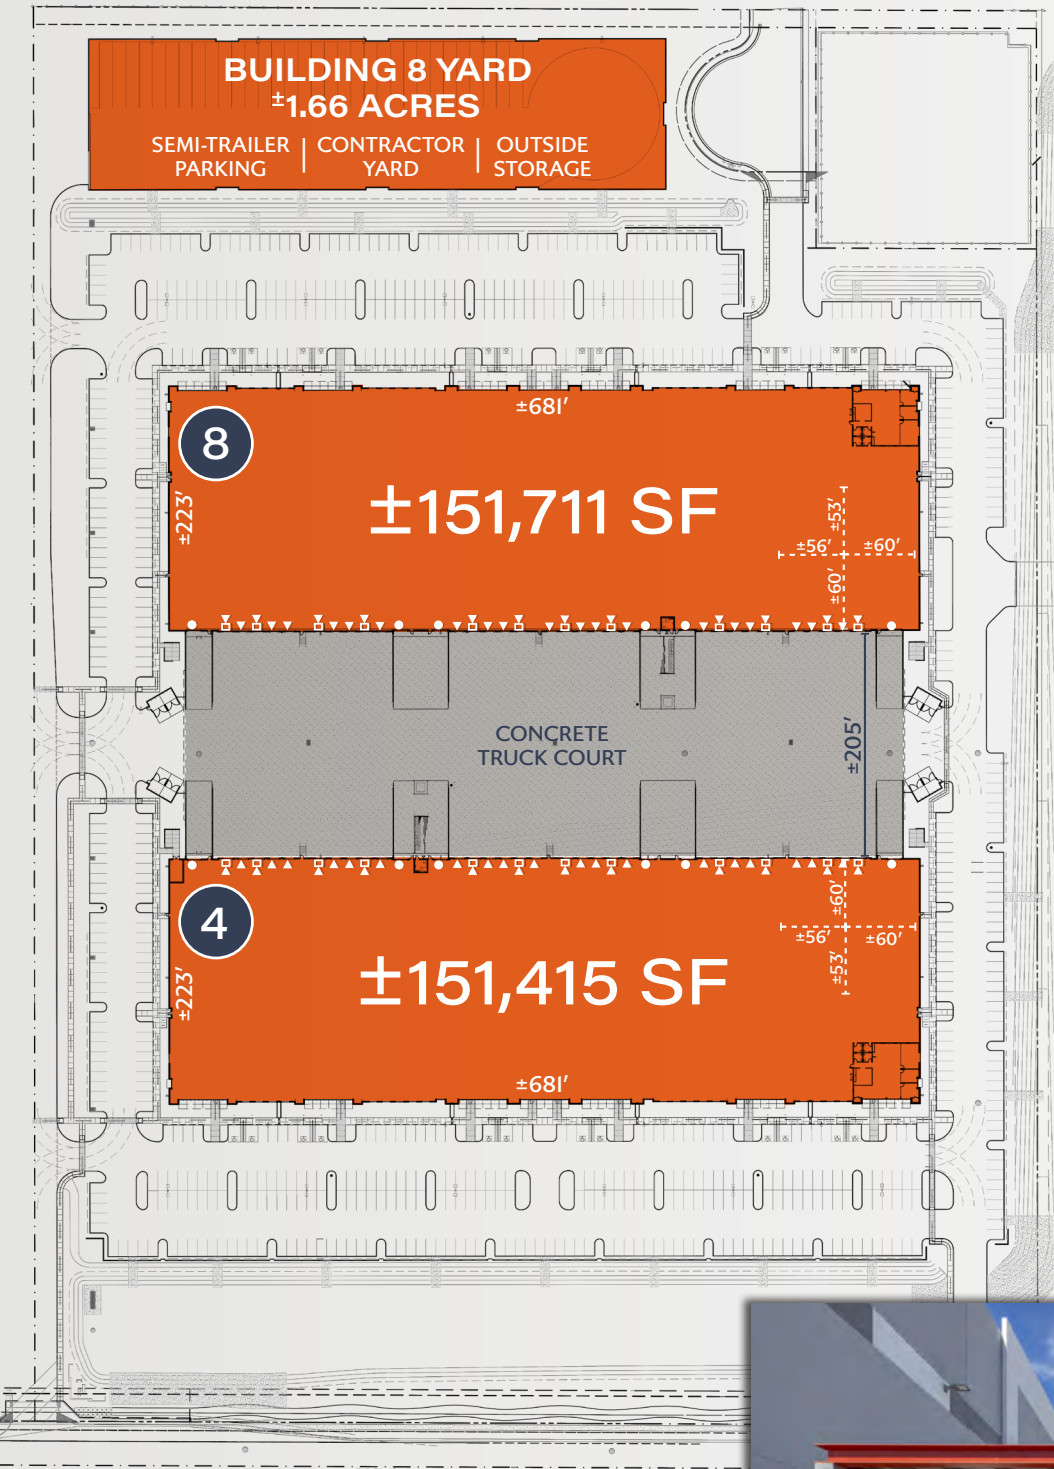 BUILDING 8 YARD
±1.66 ACRES
SEMI-TRAILER PARKING | CONTRACTOR YARD | OUTSIDE STORAGE
±681'
8
±223'
±151,711 SF
±53'
±56'
±60'
±60'
CONCRETE
TRUCK COURT
±205'
4
±223'
±151,415 SF
±60'
±56'
±60'
±53'
±681'